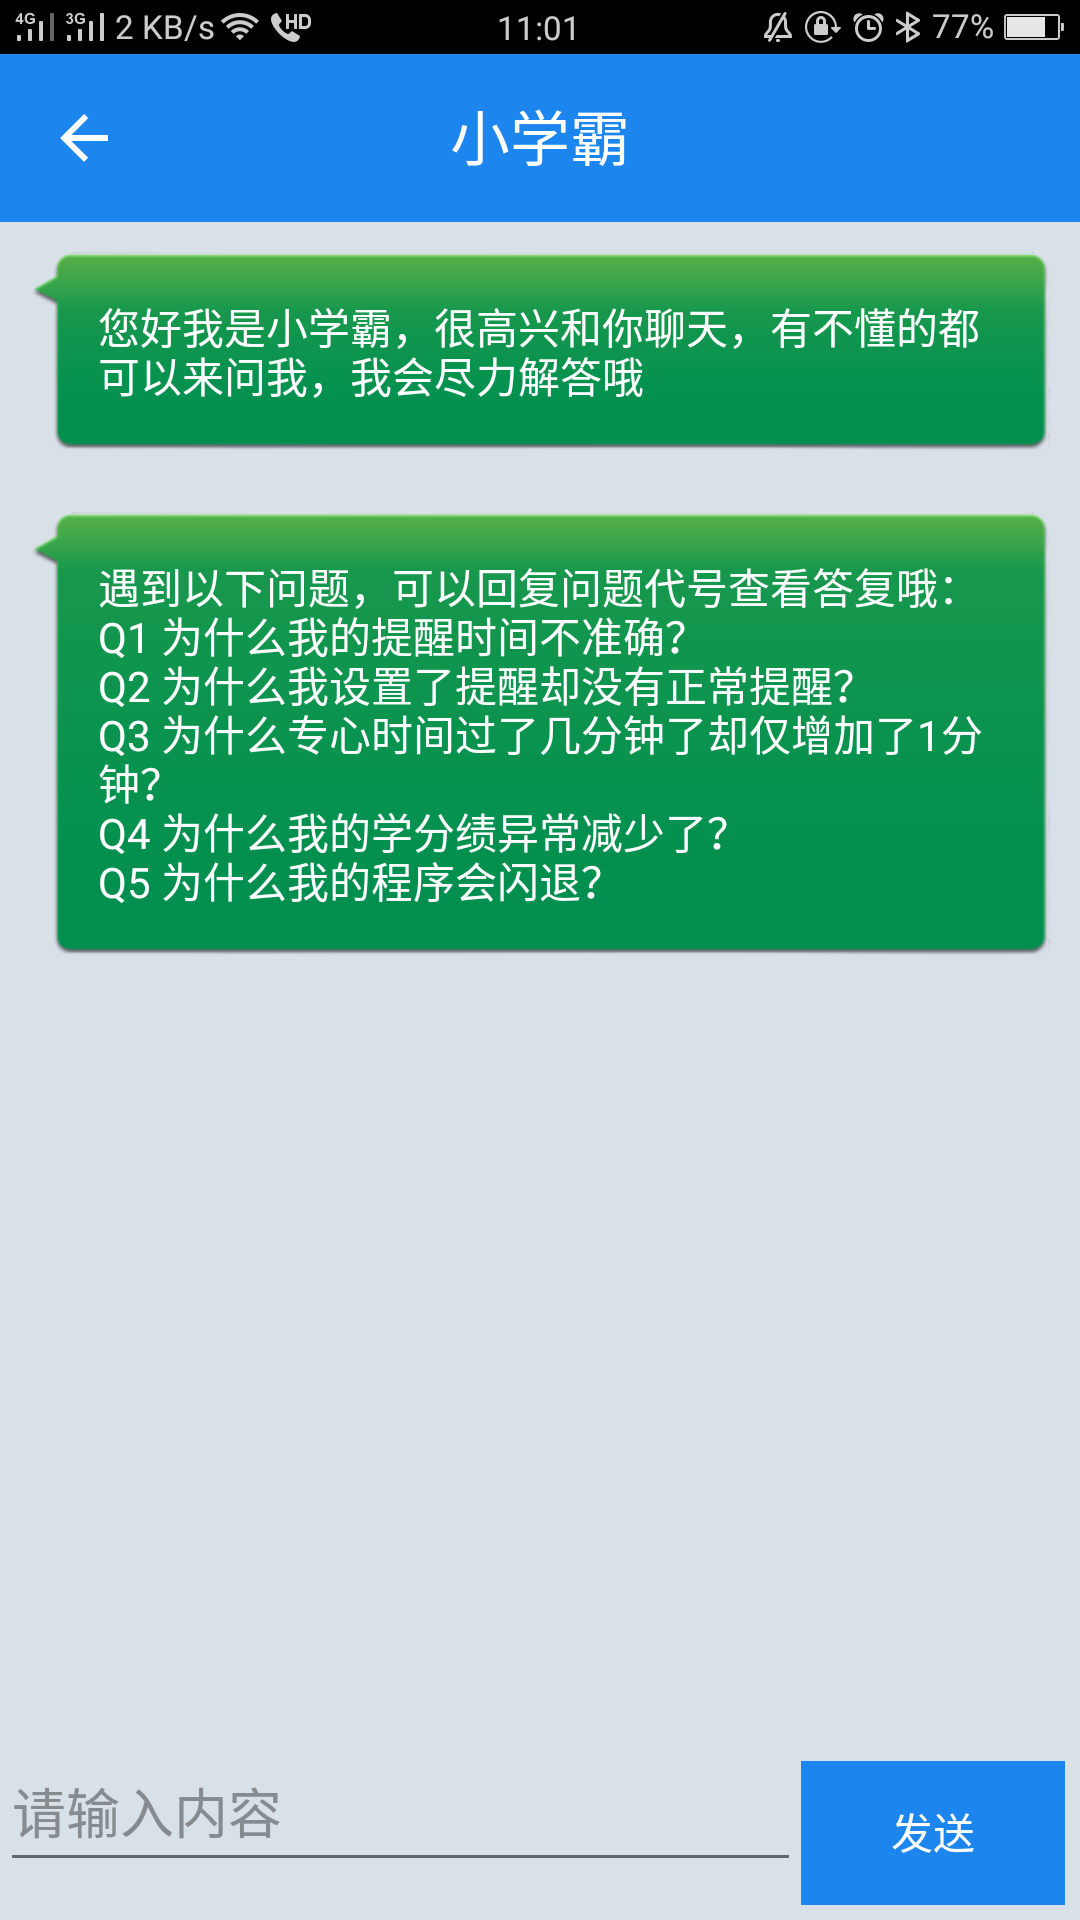 4G 3G 2 KB/s HD 11:01 77%
小学霸
您好我是小学霸，很高兴和你聊天，有不懂的都
可以来问我，我会尽力解答哦
遇到以下问题，可以回复问题代号查看答复哦：
Q1 为什么我的提醒时间不准确？
Q2 为什么我设置了提醒却没有正常提醒？
Q3 为什么专心时间过了几分钟了却仅增加了1分
钟？
Q4 为什么我的学分绩异常减少了？
Q5 为什么我的程序会闪退？
请输入内容
发送